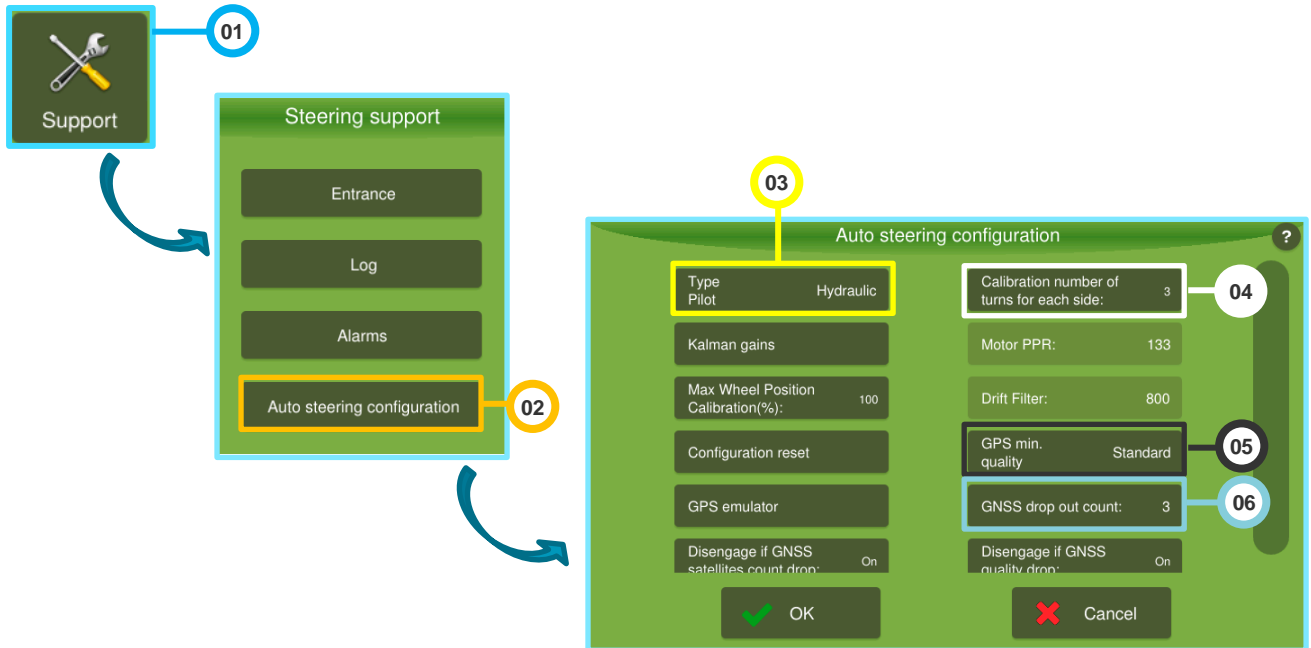 01
Support
Steering support
Entrance
Log
Alarms
Auto steering configuration
02
03
Auto steering configuration
?
Type
Pilot
Hydraulic
Calibration number of
turns for each side:
3
04
Kalman gains
Motor PPR:
133
Max Wheel Position
Calibration(%):
100
Drift Filter:
800
Configuration reset
GPS min.
quality
Standard
05
GPS emulator
GNSS drop out count:
3
06
Disengage if GNSS
satellites count drop:
On
Disengage if GNSS
quality drop:
On
OK
Cancel